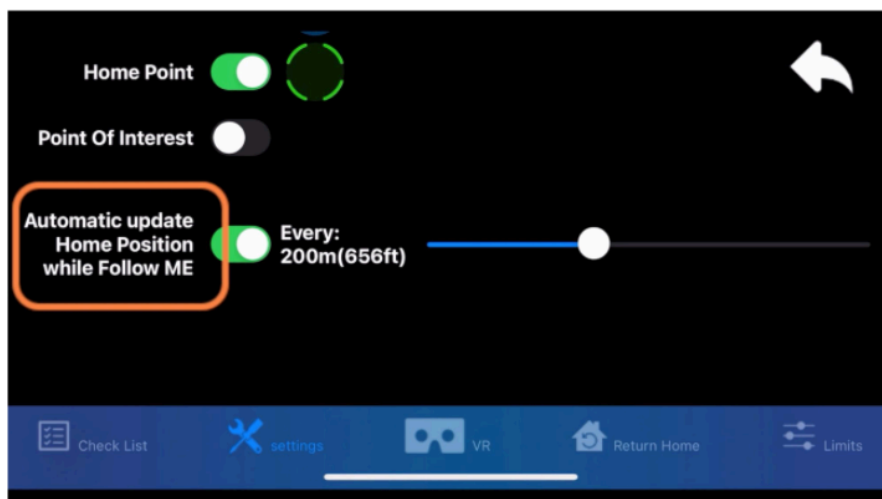 Home Point
Point Of Interest
Automatic update
Home Position
while Follow ME
Every:
200m(656ft)
Check List
settings
VR
Return Home
Limits